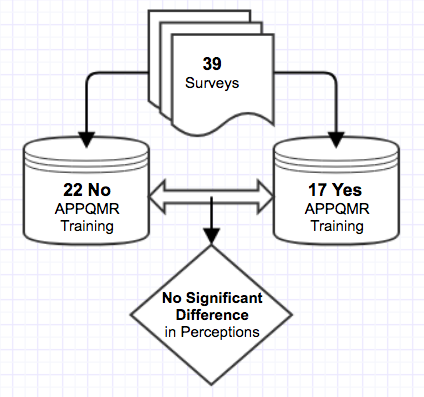 39
Surveys
22 No
APPQMR
Training
17 Yes
APPQMR
Training
No Significant
Difference
in Perceptions